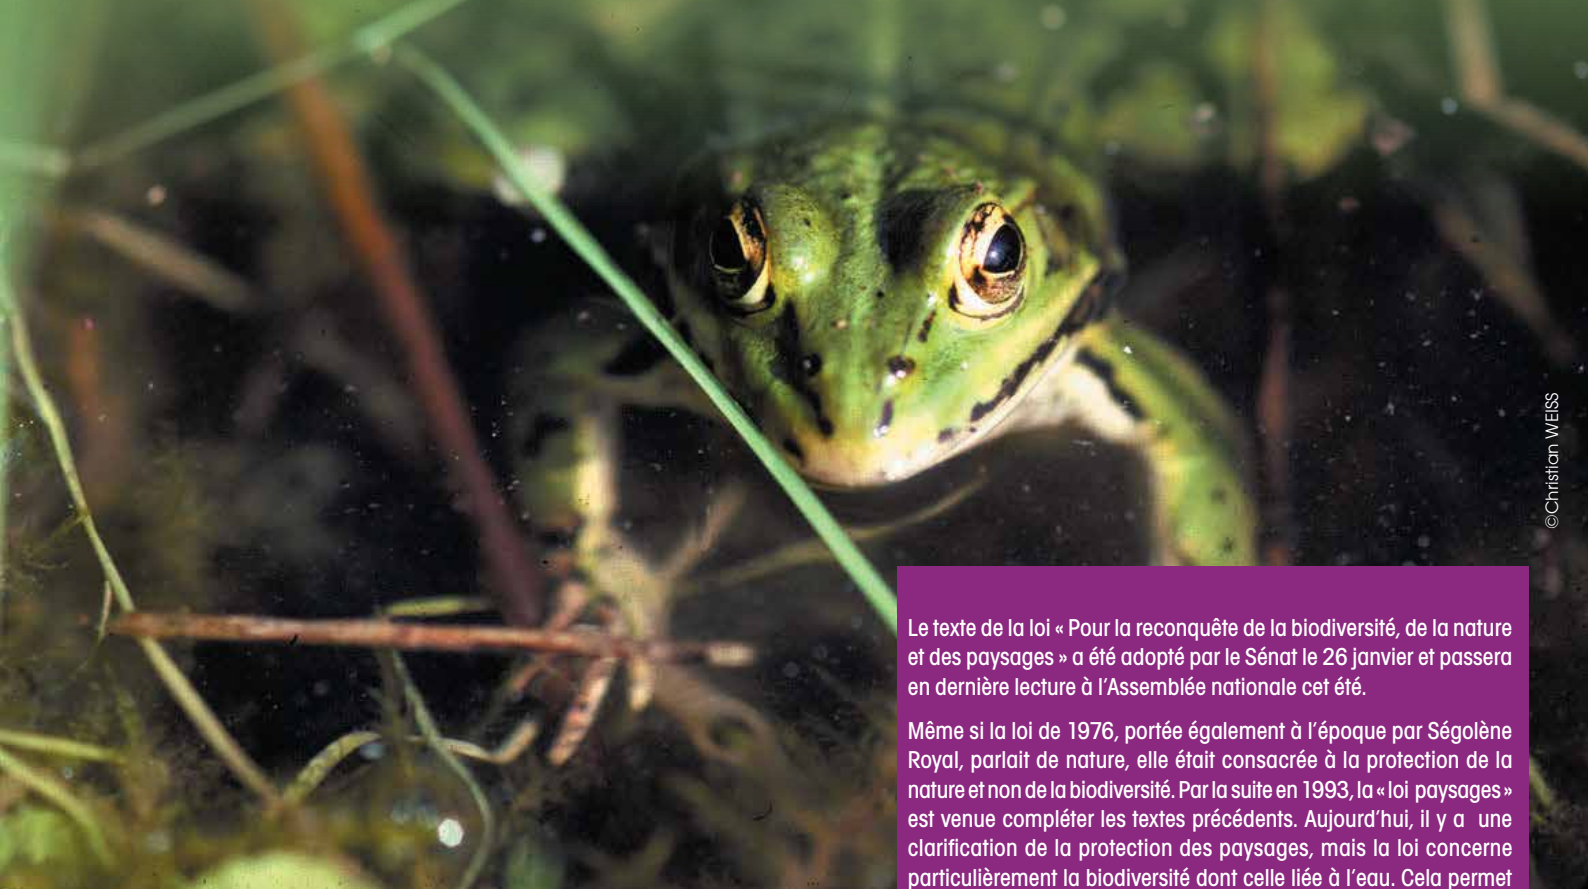 ©Christian WEISS
Le texte de la loi « Pour la reconquête de la biodiversité, de la nature
et des paysages » a été adopté par le Sénat le 26 janvier et passera
en dernière lecture à l'Assemblée nationale cet été.
Même si la loi de 1976, portée également à l'époque par Ségolène
Royal, parlait de nature, elle était consacrée à la protection de la
nature et non de la biodiversité. Par la suite en 1993, la « loi paysages »
est venue compléter les textes précédents. Aujourd'hui, il y a une
clarification de la protection des paysages, mais la loi concerne
particulièrement la biodiversité dont celle liée à l'eau. Cela permet